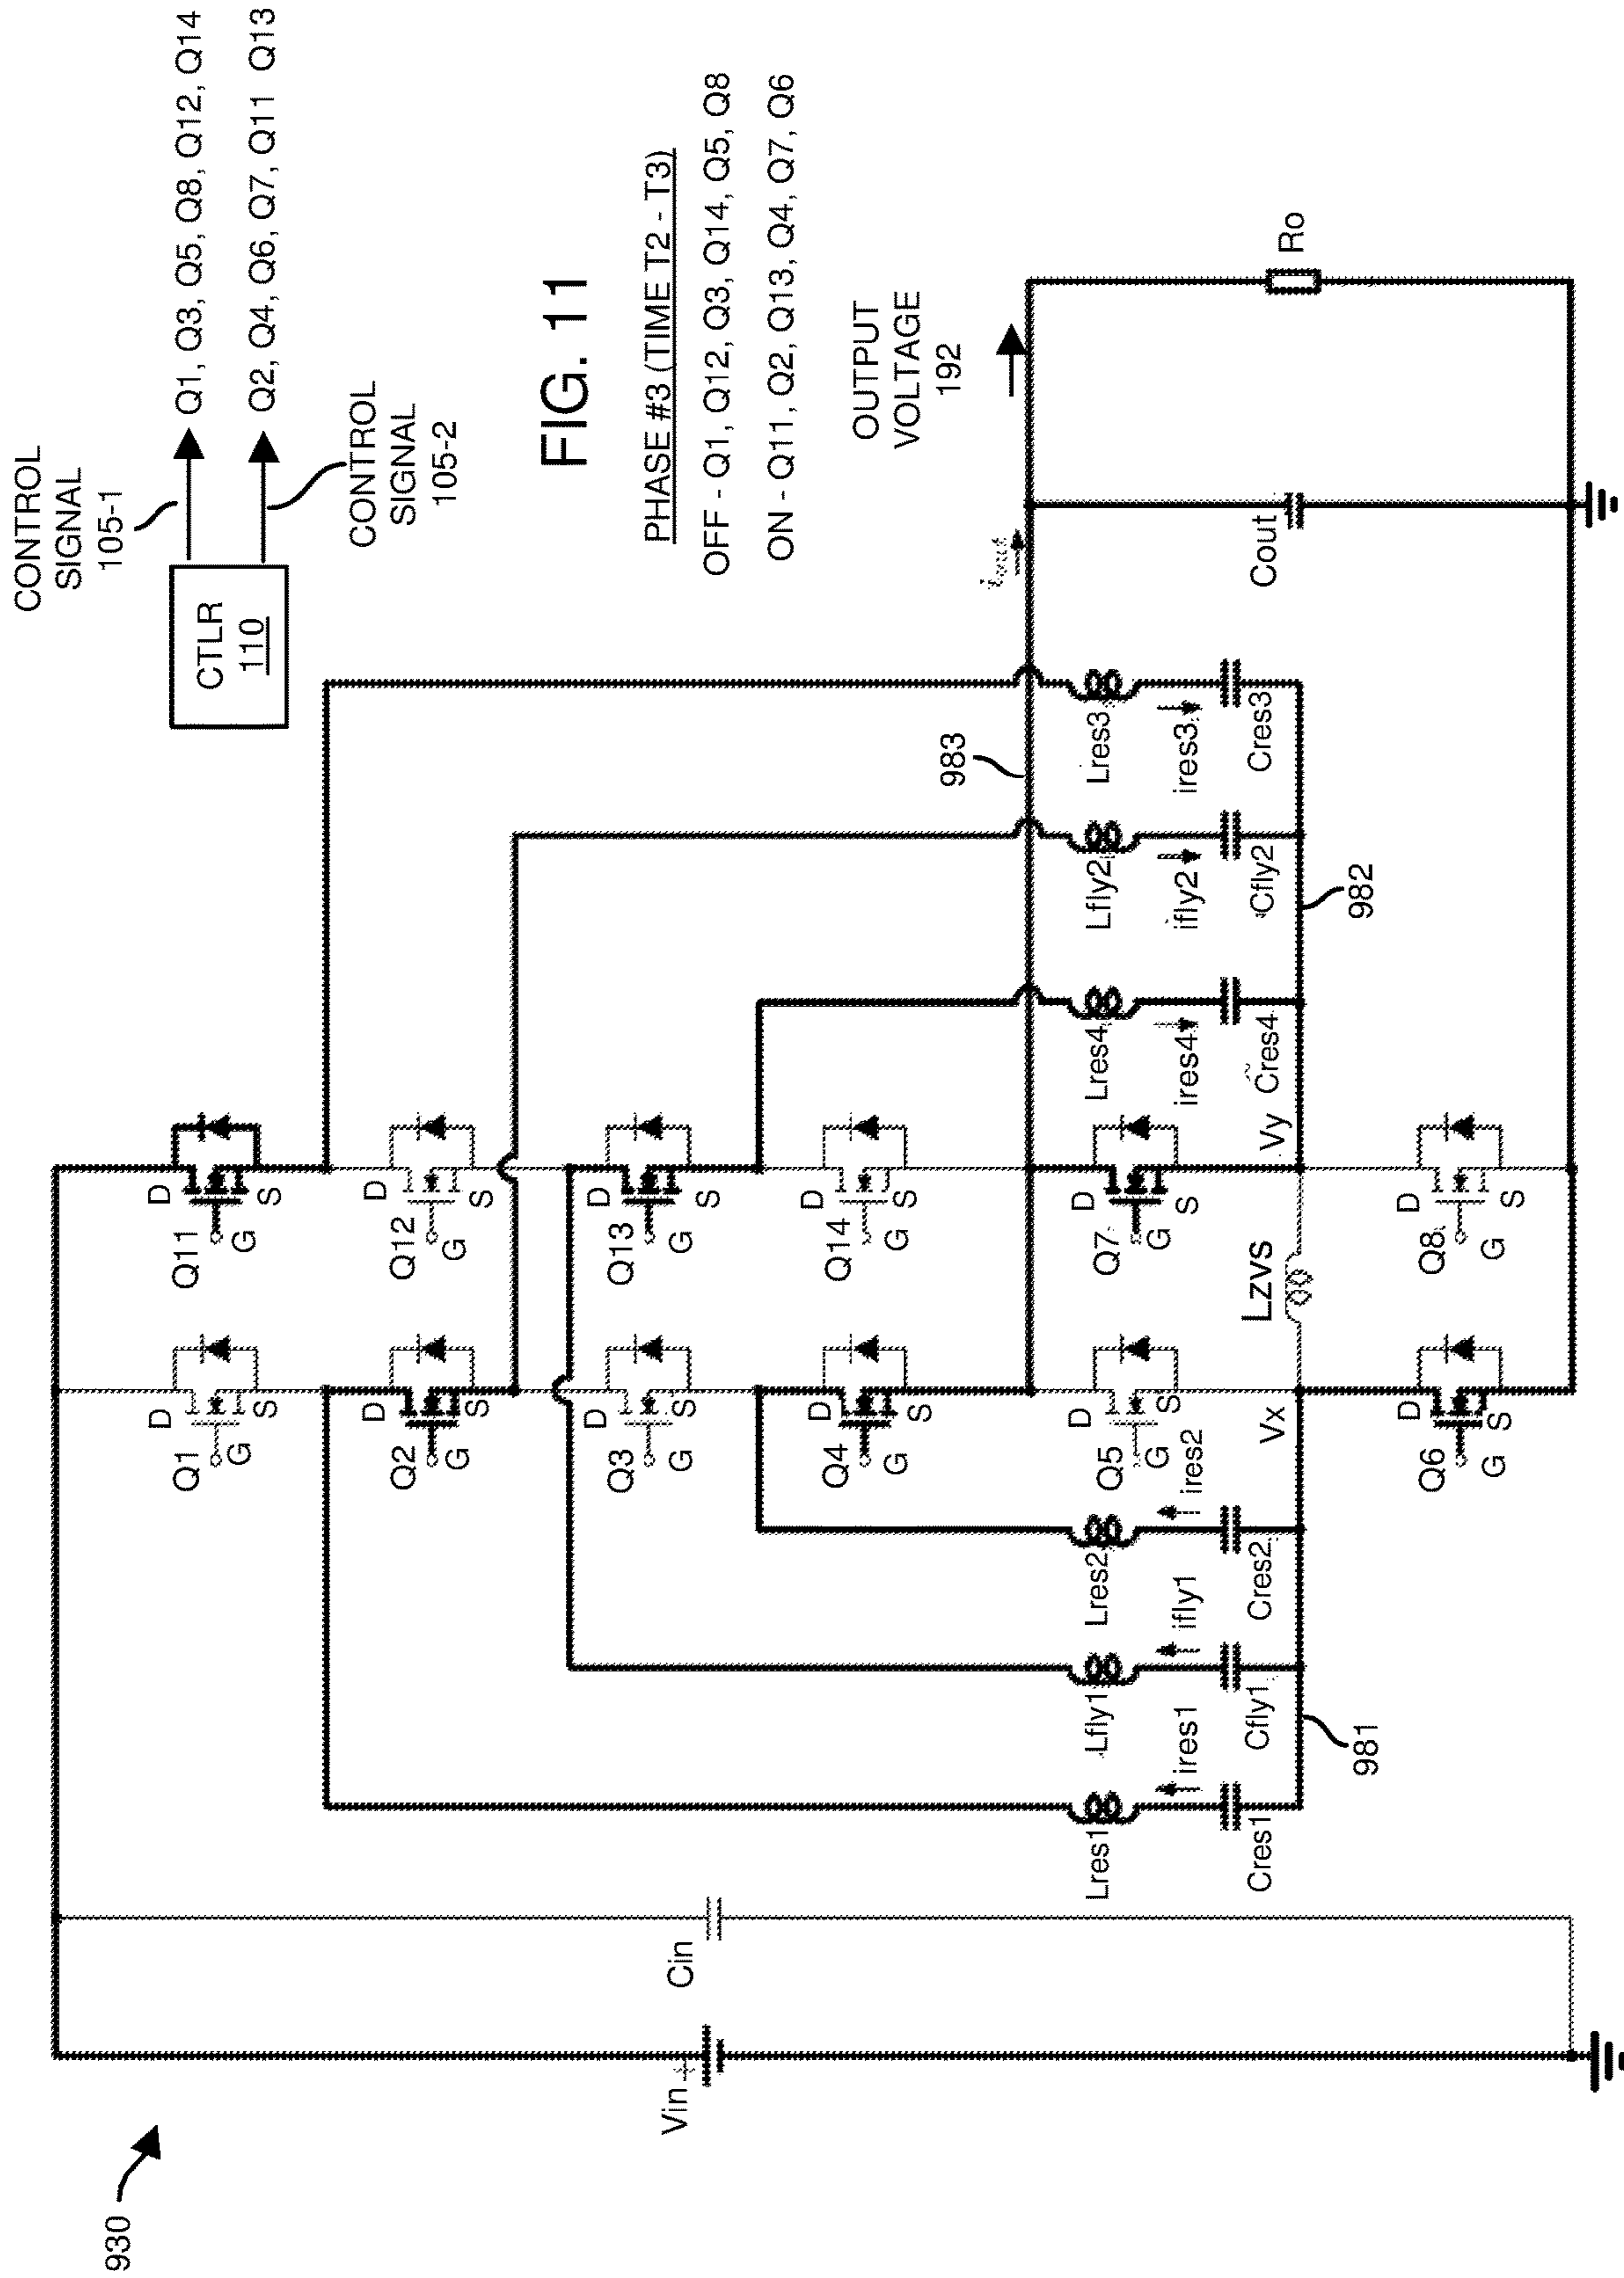 930
CONTROL
SIGNAL
105-1
CTLR
110
Q1, Q3, Q5, Q8, Q12, Q14
Q2, Q4, Q6, Q7, Q11 Q13
CONTROL
SIGNAL
105-2
FIG. 11
PHASE #3 (TIME T2 - T3)
OFF - Q1, Q12, Q3, Q14, Q5, Q8
ON - Q11, Q2, Q13, Q4, Q7, Q6
OUTPUT
VOLTAGE
192
Vin
+
Cin
Q1
D
G
S
Q11
D
G
S
Q2
D
G
S
Q12
D
G
S
Q3
D
G
S
Q13
D
G
S
Q4
D
G
S
Q14
D
G
S
Q5
D
G
S
Q7
D
G
S
Q6
D
G
S
Q8
D
G
S
Vx
Lzvs
Vy
Lres1
ires1
Cres1
Lfly1
ifly1
Cfly1
Lres2
ires2
Cres2
Lres4
ires4
Cres4
Lfly2
ifly2
Cfly2
Lres3
ires3
Cres3
981
982
983
iout
Cout
Ro